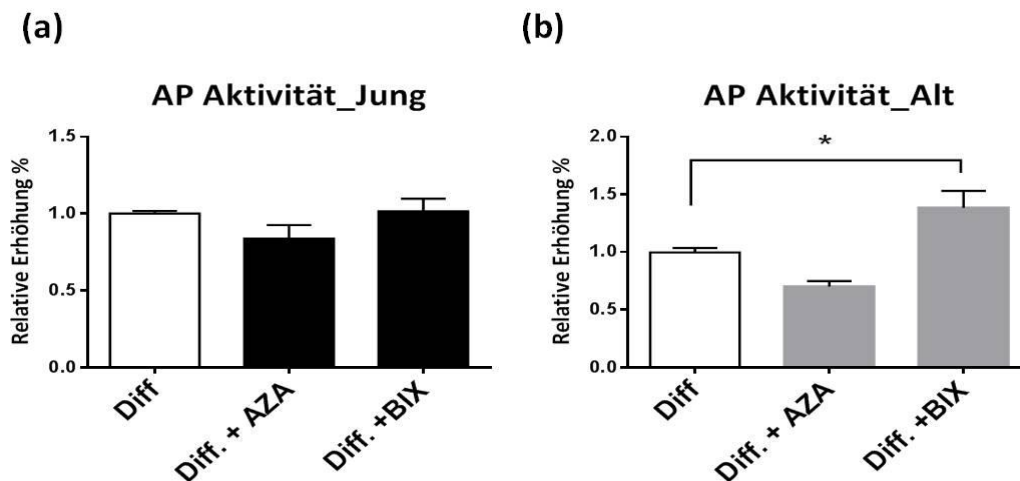 (a)
AP Aktivität_Jung
Relative Erhöhung %
1.5
1.0
0.5
0.0
Diff
Diff. + AZA
Diff. +BIX
(b)
AP Aktivität_Alt
Relative Erhöhung %
2.0
1.5
1.0
0.5
0.0
*
Diff
Diff. + AZA
Diff. +BIX